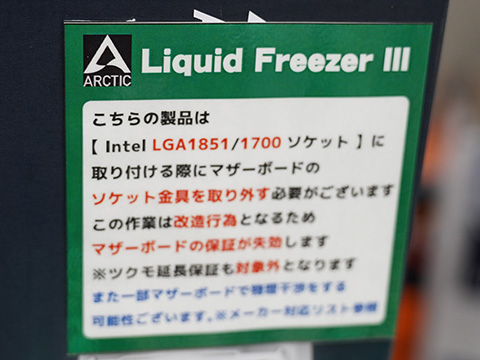 ARCTIC Liquid Freezer III
こちらの製品は
【 Intel LGA1851/1700 ソケット 】に
取り付ける際にマザーボードの
ソケット金具を取り外す必要がございます
この作業は改造行為となるため
マザーボードの保証が失効します
※ツクモ延長保証も対象外となります
また一部マザーボードで機構干渉をする
可能性ございます。※メーカー対応リスト参照